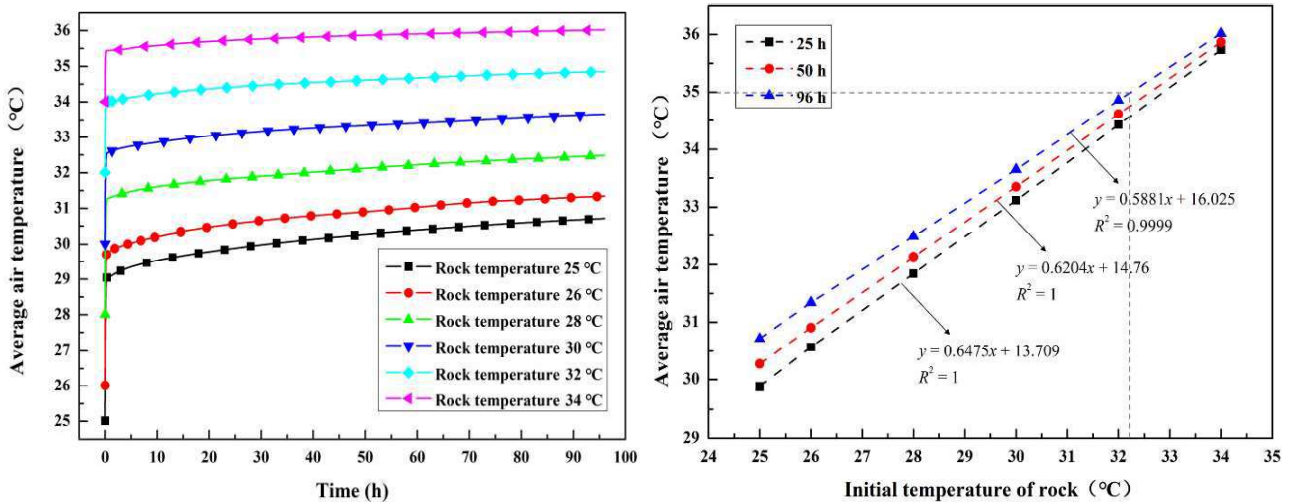 Average air temperature（℃）
36
35
34
33
32
31
30
29
28
27
26
25
Rock temperature 25 ℃
Rock temperature 26 ℃
Rock temperature 28 ℃
Rock temperature 30 ℃
Rock temperature 32 ℃
Rock temperature 34 ℃
0 10 20 30 40 50 60 70 80 90 100
Time (h)
Average air temperature（℃）
36
35
34
33
32
31
30
29
25 h
50 h
96 h
y = 0.5881x + 16.025
R² = 0.9999
y = 0.6204x + 14.76
R² = 1
y = 0.6475x + 13.709
R² = 1
24 25 26 27 28 29 30 31 32 33 34 35
Initial temperature of rock（℃）